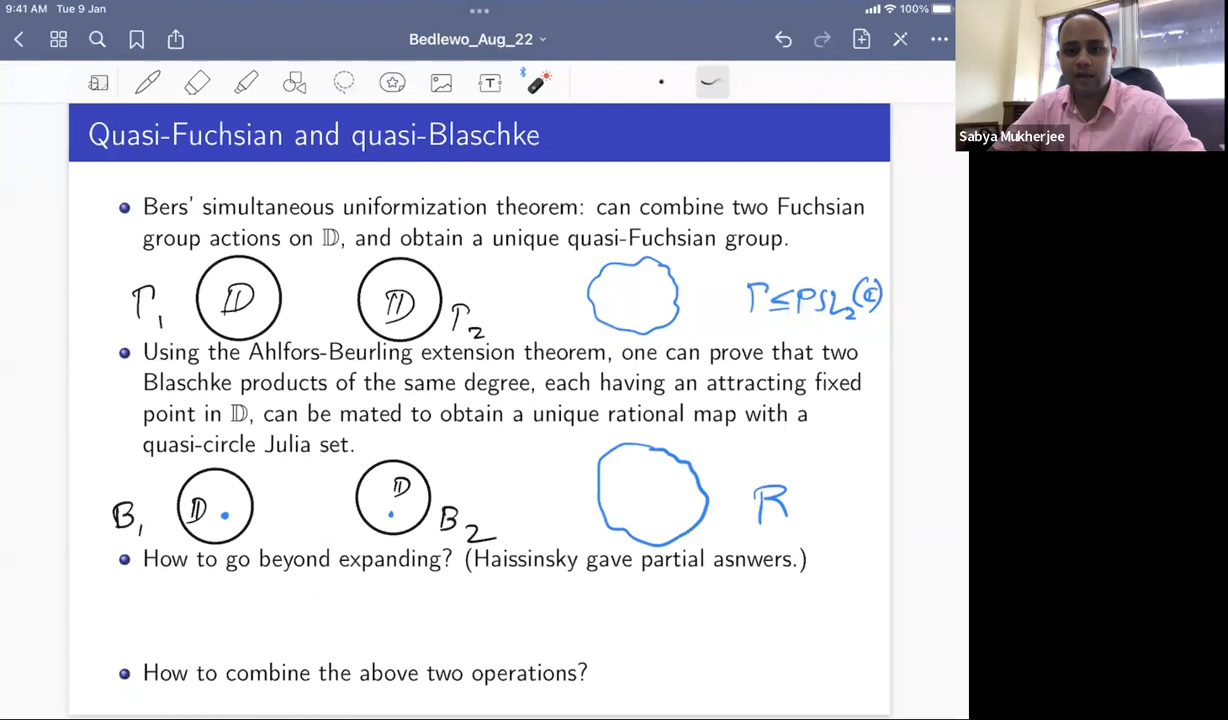 9:41 AM Tue 9 Jan
100%
Bedlewo_Aug_22
Sabya Mukherjee
Quasi-Fuchsian and quasi-Blaschke
Bers' simultaneous uniformization theorem: can combine two Fuchsian
group actions on 𝔻, and obtain a unique quasi-Fuchsian group.
Γ₁ 𝔻 𝔻 Γ₂ Γ ≤ PSL₂(ℂ)
Using the Ahlfors-Beurling extension theorem, one can prove that two
Blaschke products of the same degree, each having an attracting fixed
point in 𝔻, can be mated to obtain a unique rational map with a
quasi-circle Julia set.
B₁ 𝔻 𝔻 B₂ R
How to go beyond expanding? (Haissinsky gave partial asnwers.)
How to combine the above two operations?